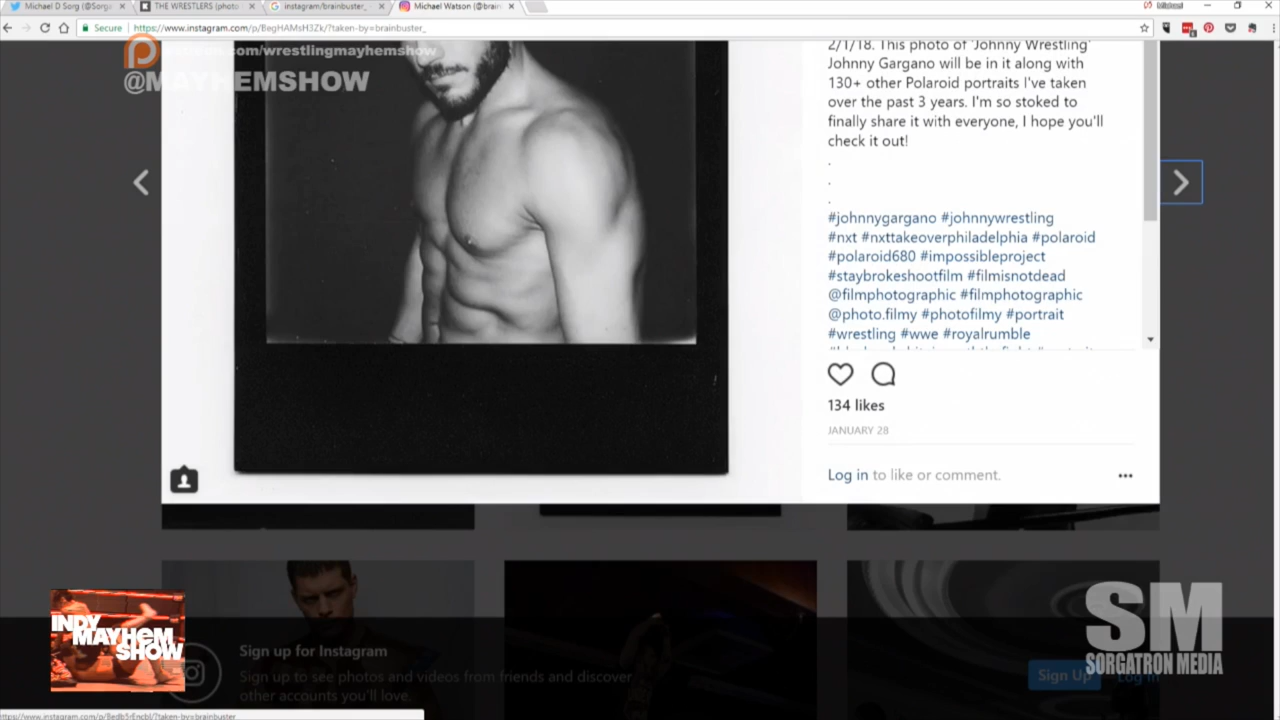 Michael D Sorg (@Sorga
THE WRESTLERS (photo
instagram/brainbuster_
Michael Watson (@brain
Secure
https://www.instagram.com/p/BegHAMsH3Zk/?taken-by=brainbuster_
.com/wrestlingmayhemshow
@MAYHEMSHOW
2/1/18. This photo of 'Johnny Wrestling'
Johnny Gargano will be in it along with
130+ other Polaroid portraits I've taken
over the past 3 years. I'm so stoked to
finally share it with everyone, I hope you'll
check it out!
.
.
.
#johnnygargano #johnnywrestling
#nxt #nxttakeoverphiladelphia #polaroid
#polaroid680 #impossibleproject
#staybrokeshootfilm #filmisnotdead
@filmphotographic #filmphotographic
@photo.filmy #photofilmy #portrait
#wrestling #wwe #royalrumble
134 likes
JANUARY 28
Log in to like or comment.
INDY
MAYHEM
SHOW
Sign up for Instagram
Sign up to see photos and videos from friends and discover
other accounts you'll love.
Sign Up
Log In
SM
SORGATRON MEDIA